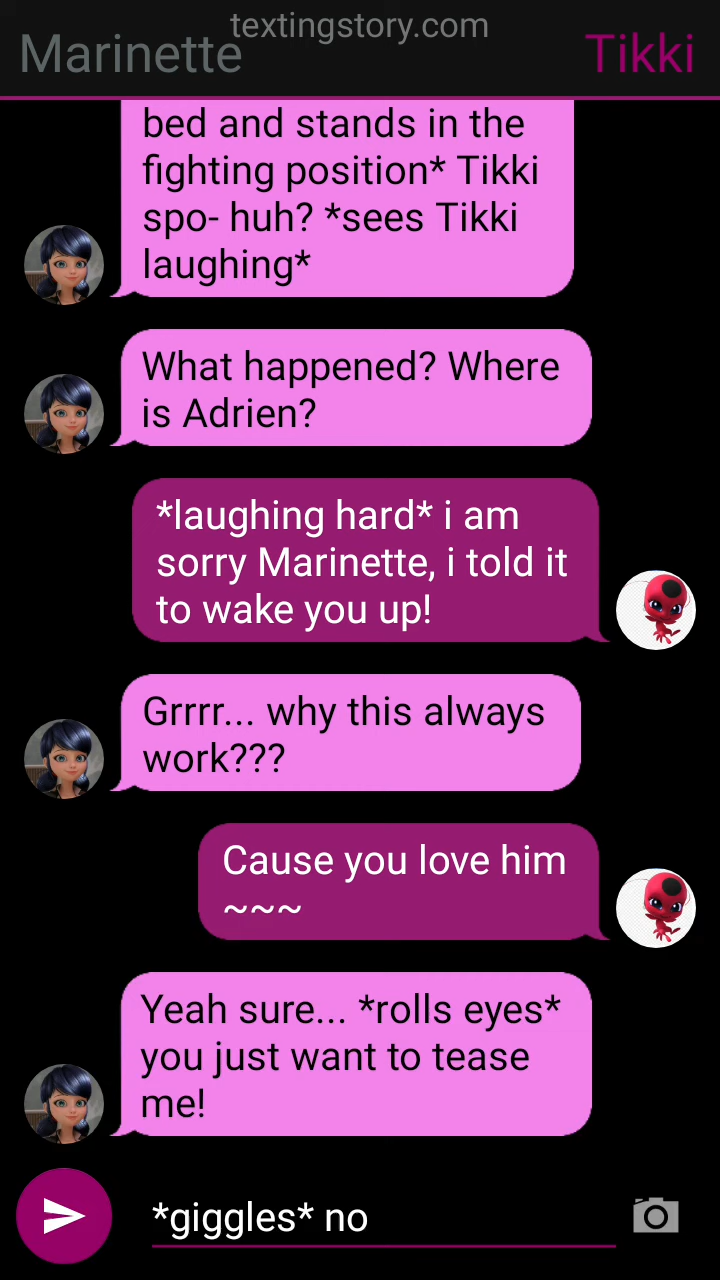 textingstory.com
Marinette
Tikki
bed and stands in the
fighting position* Tikki
spo- huh? *sees Tikki
laughing*
What happened? Where
is Adrien?
*laughing hard* i am
sorry Marinette, i told it
to wake you up!
Grrrr... why this always
work???
Cause you love him
~~~
Yeah sure... *rolls eyes*
you just want to tease
me!
*giggles* no